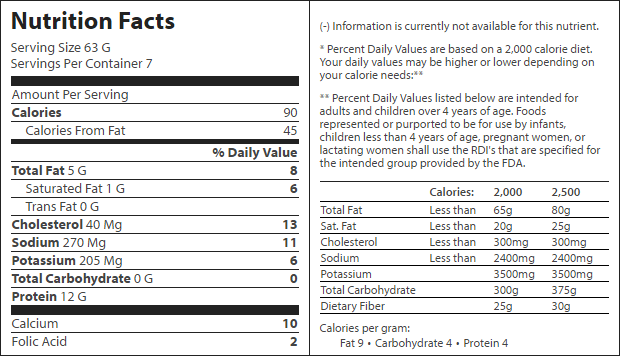 Nutrition Facts
Serving Size 63 G
Servings Per Container 7
Amount Per Serving
Calories 90
Calories From Fat 45
% Daily Value
Total Fat 5 G 8
Saturated Fat 1 G 6
Trans Fat 0 G
Cholesterol 40 Mg 13
Sodium 270 Mg 11
Potassium 205 Mg 6
Total Carbohydrate 0 G 0
Protein 12 G
Calcium 10
Folic Acid 2
(-) Information is currently not available for this nutrient.
* Percent Daily Values are based on a 2,000 calorie diet.
Your daily values may be higher or lower depending on
your calorie needs:**
** Percent Daily Values listed below are intended for
adults and children over 4 years of age. Foods
represented or purported to be for use by infants,
children less than 4 years of age, pregnant women, or
lactating women shall use the RDI's that are specified for
the intended group provided by the FDA.
Calories: 2,000 2,500
Total Fat Less than 65g 80g
Sat. Fat Less than 20g 25g
Cholesterol Less than 300mg 300mg
Sodium Less than 2400mg 2400mg
Potassium 3500mg 3500mg
Total Carbohydrate 300g 375g
Dietary Fiber 25g 30g
Calories per gram:
Fat 9 • Carbohydrate 4 • Protein 4